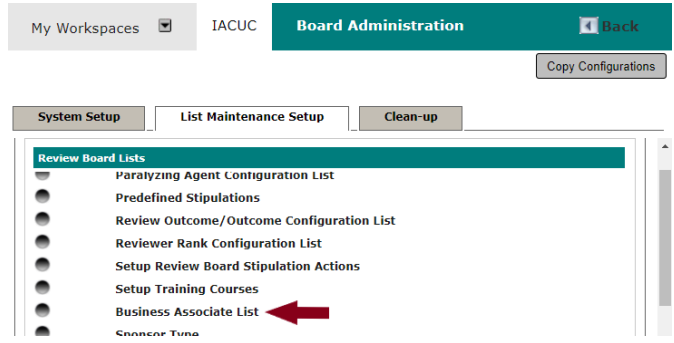 My Workspaces IACUC Board Administration Back
Copy Configurations
System Setup List Maintenance Setup Clean-up
Review Board Lists
Paralyzing Agent Configuration List
Predefined Stipulations
Review Outcome/Outcome Configuration List
Reviewer Rank Configuration List
Setup Review Board Stipulation Actions
Setup Training Courses
Business Associate List
Sponsor Type